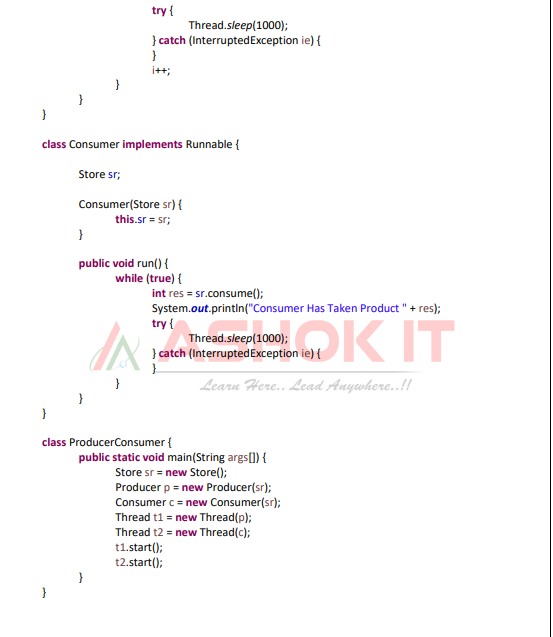 try {
Thread.sleep(1000);
} catch (InterruptedException ie) {
}
i++;
}
}
}
class Consumer implements Runnable {
Store sr;
Consumer(Store sr) {
this.sr = sr;
}
public void run() {
while (true) {
int res = sr.consume();
System.out.println("Consumer Has Taken Product " + res);
try {
Thread.sleep(1000);
ASHOK IT
} catch (InterruptedException ie) {
}
}
Learn Here.. Lead Anywhere..!!
}
}
class ProducerConsumer {
public static void main(String args[]) {
Store sr = new Store();
Producer p = new Producer(sr);
Consumer c = new Consumer(sr);
Thread t1 = new Thread(p);
Thread t2 = new Thread(c);
t1.start();
t2.start();
}
}